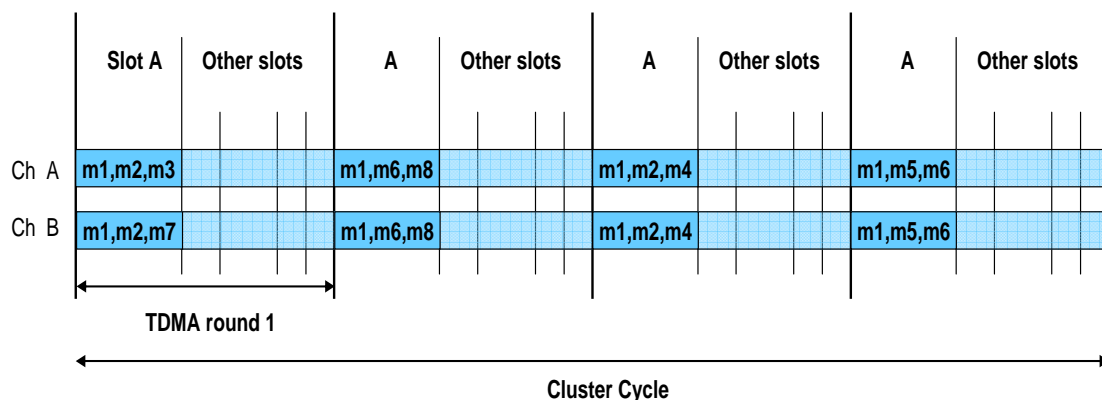 Slot A Other slots A Other slots A Other slots A Other slots
Ch A m1,m2,m3 m1,m6,m8 m1,m2,m4 m1,m5,m6
Ch B m1,m2,m7 m1,m6,m8 m1,m2,m4 m1,m5,m6
TDMA round 1
Cluster Cycle